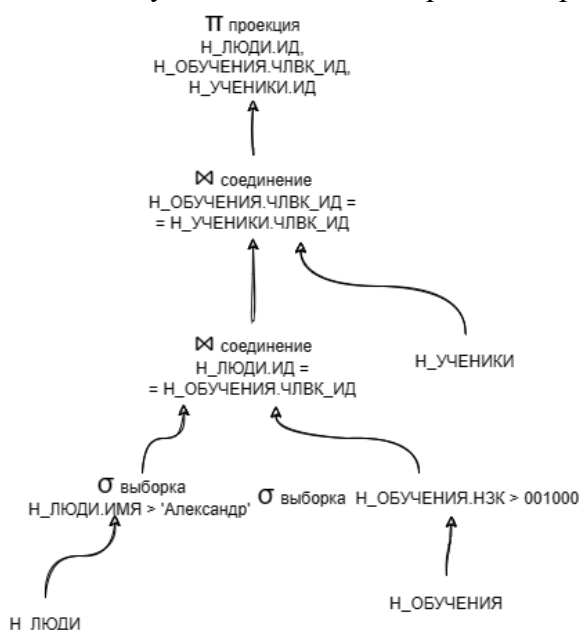 π проекция
Н_ЛЮДИ.ИД,
Н_ОБУЧЕНИЯ.ЧЛВК_ИД,
Н_УЧЕНИКИ.ИД
⋈ соединение
Н_ОБУЧЕНИЯ.ЧЛВК_ИД =
= Н_УЧЕНИКИ.ЧЛВК_ИД
⋈ соединение
Н_ЛЮДИ.ИД =
= Н_ОБУЧЕНИЯ.ЧЛВК_ИД
Н_УЧЕНИКИ
σ выборка
Н_ЛЮДИ.ИМЯ > 'Александр'
σ выборка Н_ОБУЧЕНИЯ.НЗК > 001000
Н_ОБУЧЕНИЯ
Н_ЛЮДИ